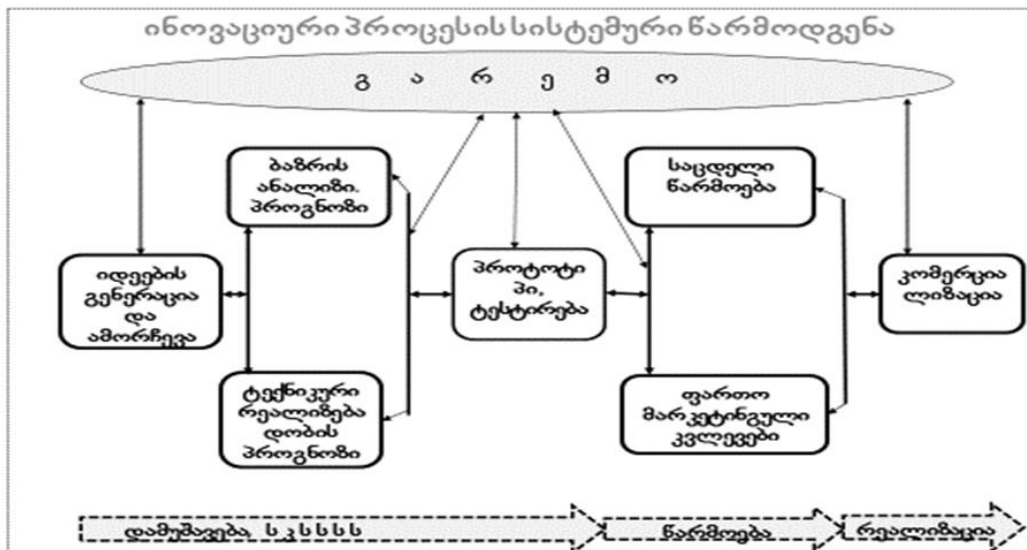 ინოვაციური პროცესის სისტემური წარმოდგენა
გ ა რ ე მ ო
ბაზრის
ანალიზი.
პროგნოზი
საცდელი
წარმოება
იდეების
გენერაცია
და
ამორჩევა
პროტოტი
პი,
ტესტირება
კომერცია
ლიზაცია
ტექნიკური
რეალიზება
დობის
პროგნოზი
ფართო
მარკეტინგული
კვლევები
დამუშავება, ს კ ს ს ს ს
წარმოება
რეალიზაცია